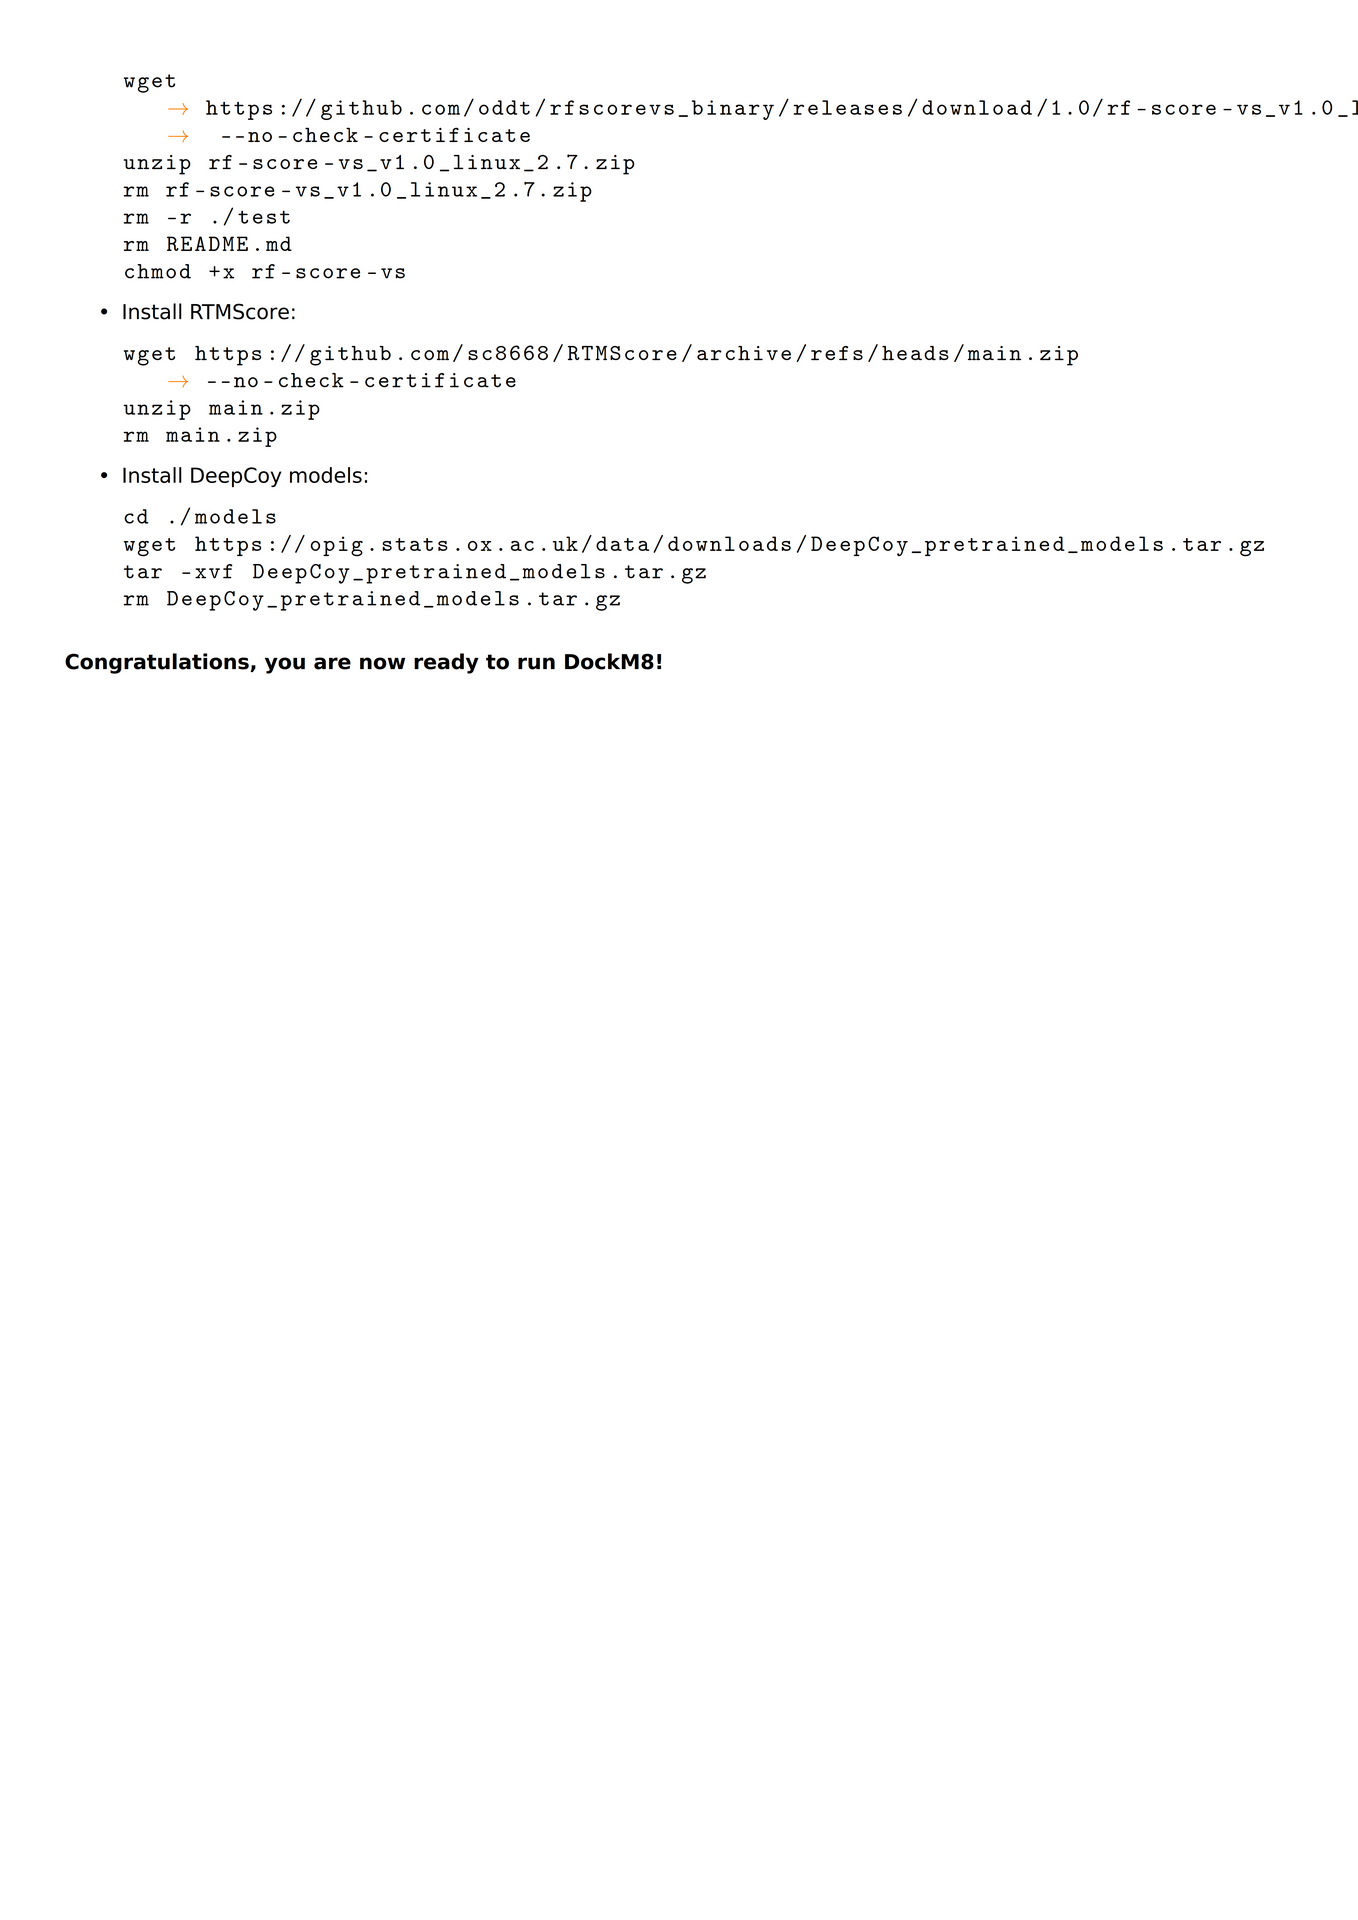 wget
→ https://github.com/oddt/rfscorevs_binary/releases/download/1.0/rf-score-vs_v1.0_l
→ --no-check-certificate
unzip rf-score-vs_v1.0_linux_2.7.zip
rm rf-score-vs_v1.0_linux_2.7.zip
rm -r ./test
rm README.md
chmod +x rf-score-vs
• Install RTMScore:
wget https://github.com/sc8668/RTMScore/archive/refs/heads/main.zip
→ --no-check-certificate
unzip main.zip
rm main.zip
• Install DeepCoy models:
cd ./models
wget https://opig.stats.ox.ac.uk/data/downloads/DeepCoy_pretrained_models.tar.gz
tar -xvf DeepCoy_pretrained_models.tar.gz
rm DeepCoy_pretrained_models.tar.gz
Congratulations, you are now ready to run DockM8!